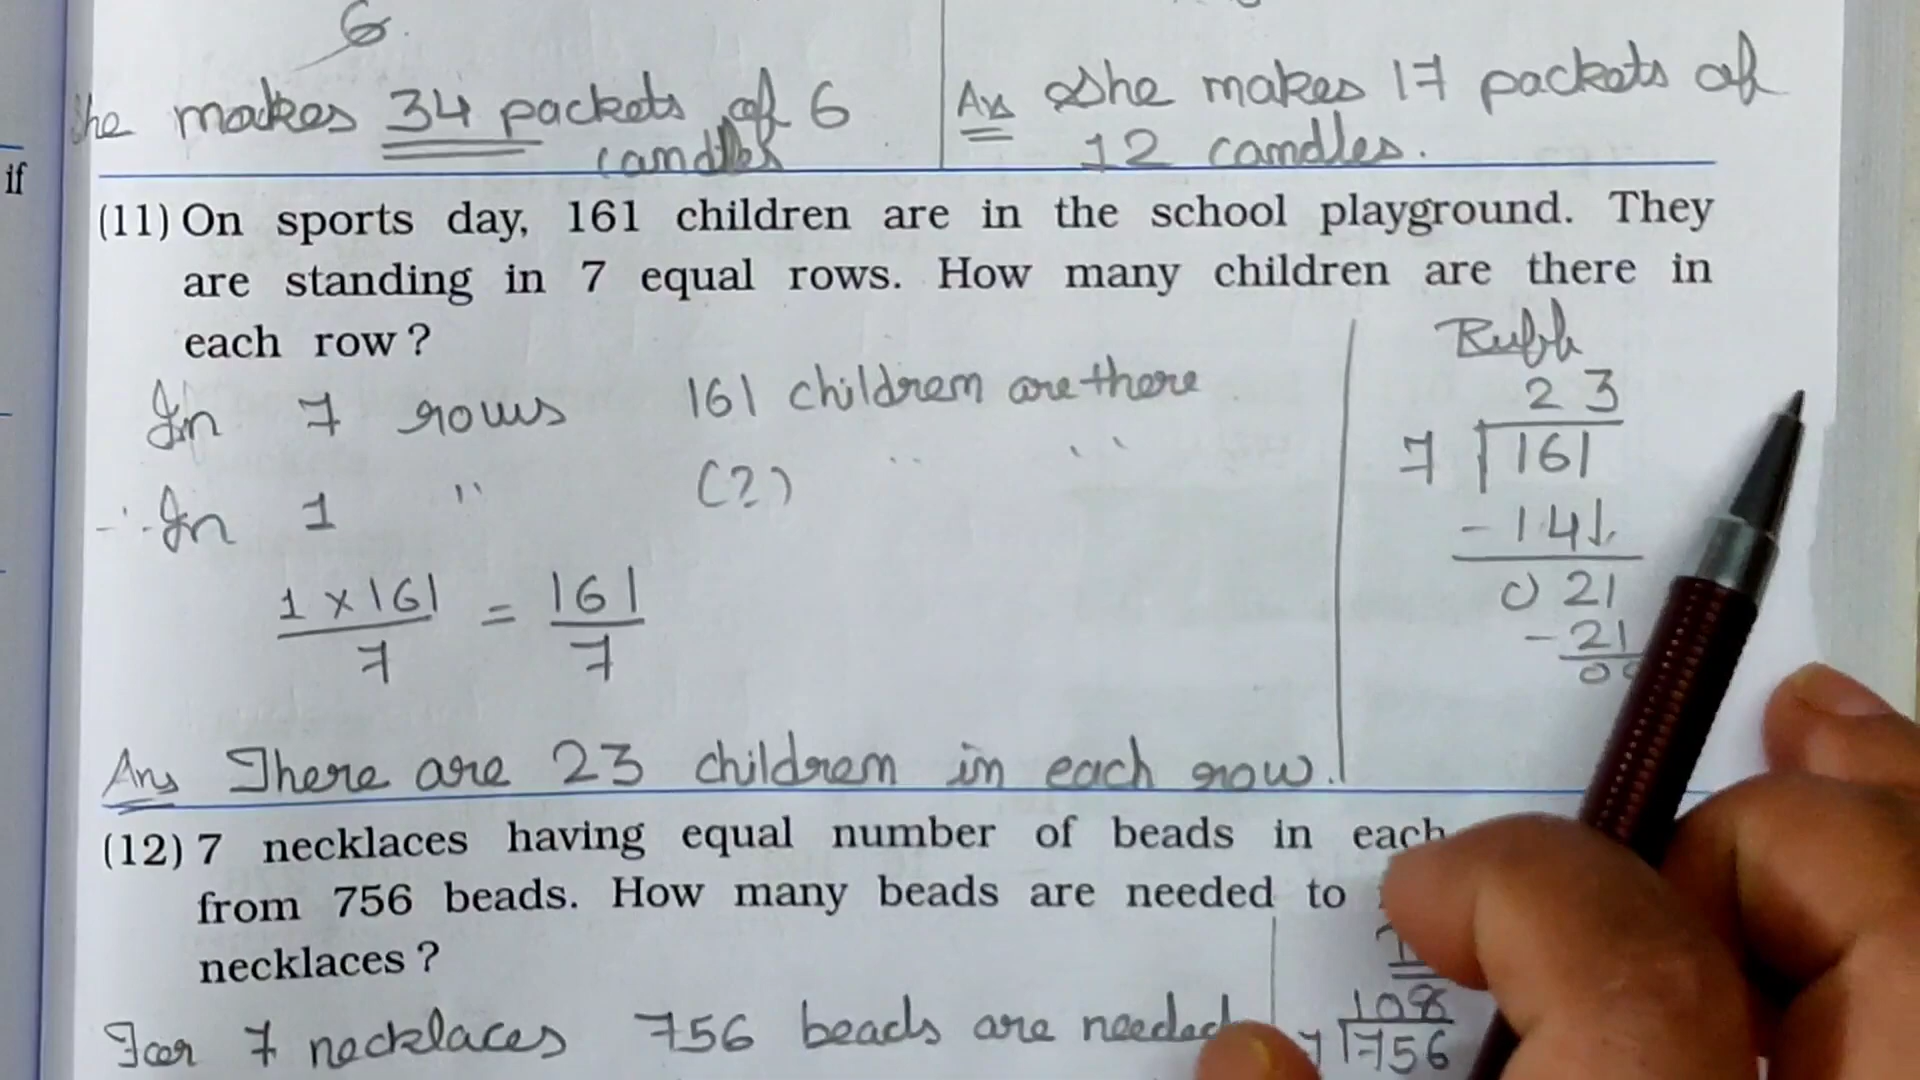 6.
he makes 34 packets of 6
candles
Ans She makes 17 packets of
12 candles.
if
(11) On sports day, 161 children are in the school playground. They
are standing in 7 equal rows. How many children are there in
each row?
In 7 rows 161 children are there
∴ In 1 " (?) " "
1 x 161 / 7 = 161 / 7
Ans There are 23 children in each row.
Ruff
23
7 161
- 14↓
0 21
- 21
00
(12) 7 necklaces having equal number of beads in each
from 756 beads. How many beads are needed to
necklaces?
For 7 necklaces 756 beads are needed
108
7 756